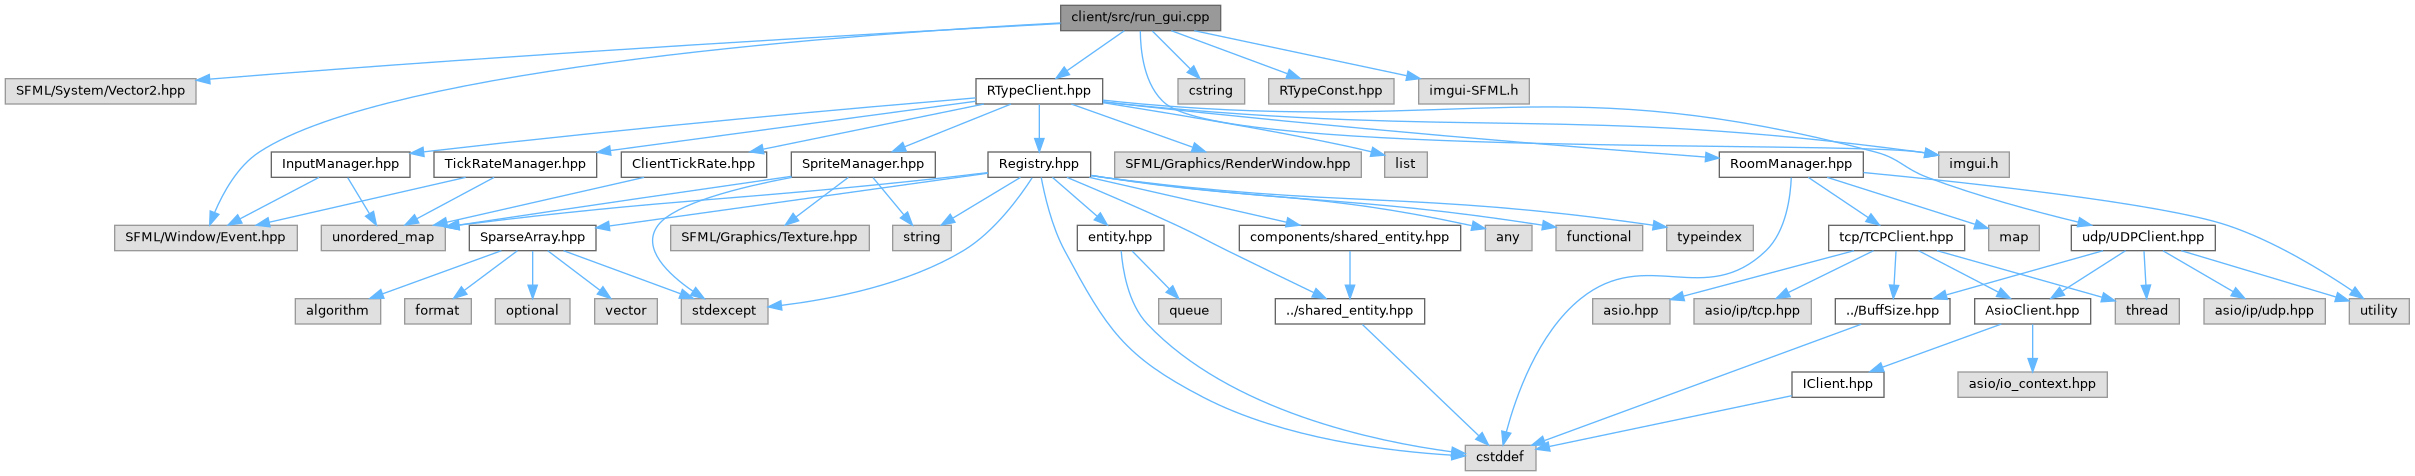 client/src/run_gui.cpp
SFML/System/Vector2.hpp
RTypeClient.hpp
cstring
RTypeConst.hpp
imgui-SFML.h
InputManager.hpp
TickRateManager.hpp
ClientTickRate.hpp
SpriteManager.hpp
Registry.hpp
SFML/Graphics/RenderWindow.hpp
list
RoomManager.hpp
imgui.h
SFML/Window/Event.hpp
unordered_map
SparseArray.hpp
SFML/Graphics/Texture.hpp
string
entity.hpp
components/shared_entity.hpp
any
functional
typeindex
tcp/TCPClient.hpp
map
udp/UDPClient.hpp
algorithm
format
optional
vector
stdexcept
queue
../shared_entity.hpp
asio.hpp
asio/ip/tcp.hpp
../BuffSize.hpp
AsioClient.hpp
thread
asio/ip/udp.hpp
utility
IClient.hpp
asio/io_context.hpp
cstddef